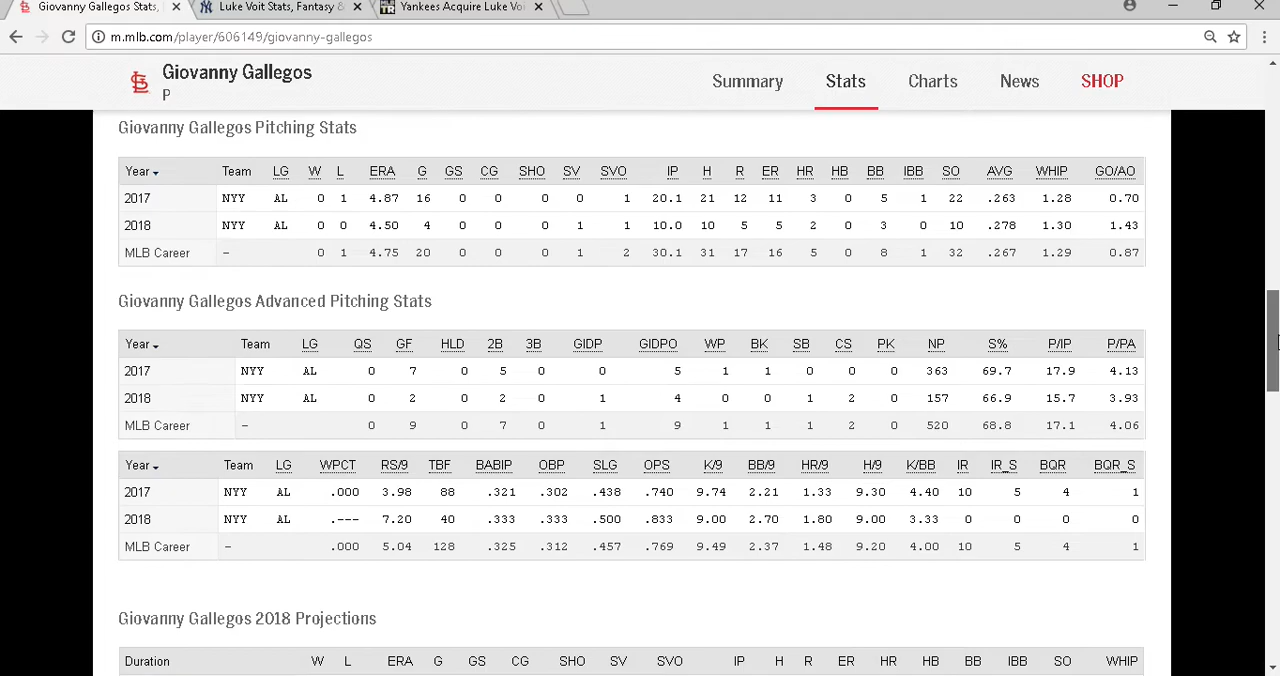 Giovanny Gallegos Stats, Luke Voit Stats, Fantasy & Yankees Acquire Luke Voi
m.mlb.com/player/606149/giovanny-gallegos
Giovanny Gallegos Summary Stats Charts News SHOP
P
Giovanny Gallegos Pitching Stats
Year Team LG W L ERA G GS CG SHO SV SVO IP H R ER HR HB BB IBB SO AVG WHIP GO/AO
2017 NYY AL 0 1 4.87 16 0 0 0 0 1 20.1 21 12 11 3 0 5 1 22 .263 1.28 0.70
2018 NYY AL 0 0 4.50 4 0 0 0 1 1 10.0 10 5 5 2 0 3 0 10 .278 1.30 1.43
MLB Career - 0 1 4.75 20 0 0 0 1 2 30.1 31 17 16 5 0 8 1 32 .267 1.29 0.87
Giovanny Gallegos Advanced Pitching Stats
Year Team LG QS GF HLD 2B 3B GIDP GIDPO WP BK SB CS PK NP S% P/IP P/PA
2017 NYY AL 0 7 0 5 0 0 5 1 1 0 0 0 363 69.7 17.9 4.13
2018 NYY AL 0 2 0 2 0 1 4 0 0 1 2 0 157 66.9 15.7 3.93
MLB Career - 0 9 0 7 0 1 9 1 1 1 2 0 520 68.8 17.1 4.06
Year Team LG WPCT RS/9 TBF BABIP OBP SLG OPS K/9 BB/9 HR/9 H/9 K/BB IR IR_S BQR BQR_S
2017 NYY AL .000 3.98 88 .321 .302 .438 .740 9.74 2.21 1.33 9.30 4.40 10 5 4 1
2018 NYY AL .--- 7.20 40 .333 .333 .500 .833 9.00 2.70 1.80 9.00 3.33 0 0 0 0
MLB Career - .000 5.04 128 .325 .312 .457 .769 9.49 2.37 1.48 9.20 4.00 10 5 4 1
Giovanny Gallegos 2018 Projections
Duration W L ERA G GS CG SHO SV SVO IP H R ER HR HB BB IBB SO WHIP